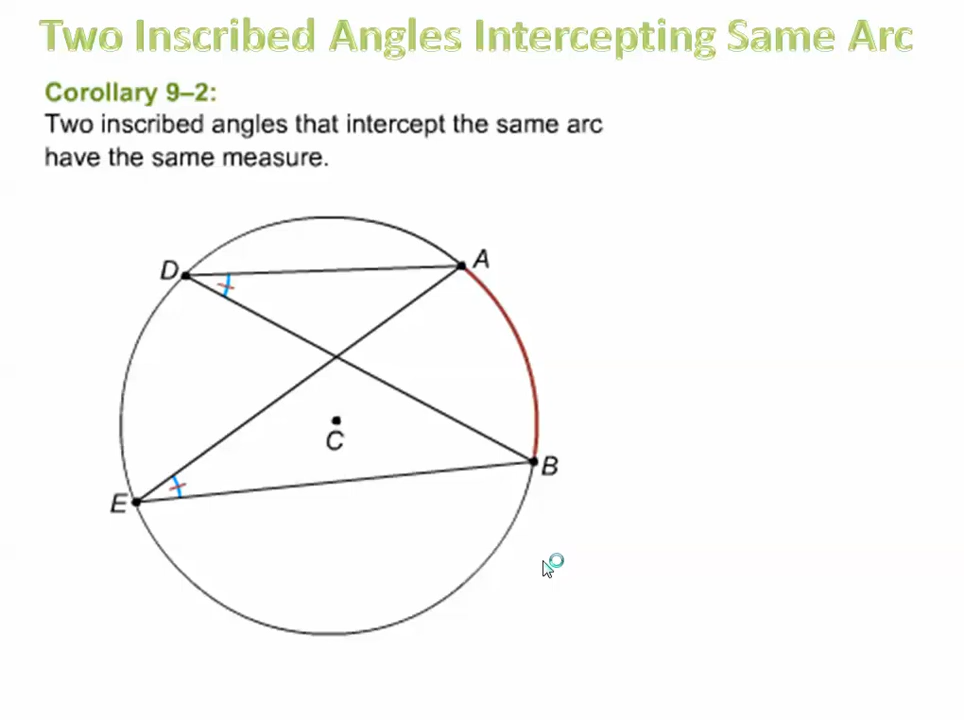 Two Inscribed Angles Intercepting Same Arc
Corollary 9–2:
Two inscribed angles that intercept the same arc
have the same measure.
D
A
C
B
E